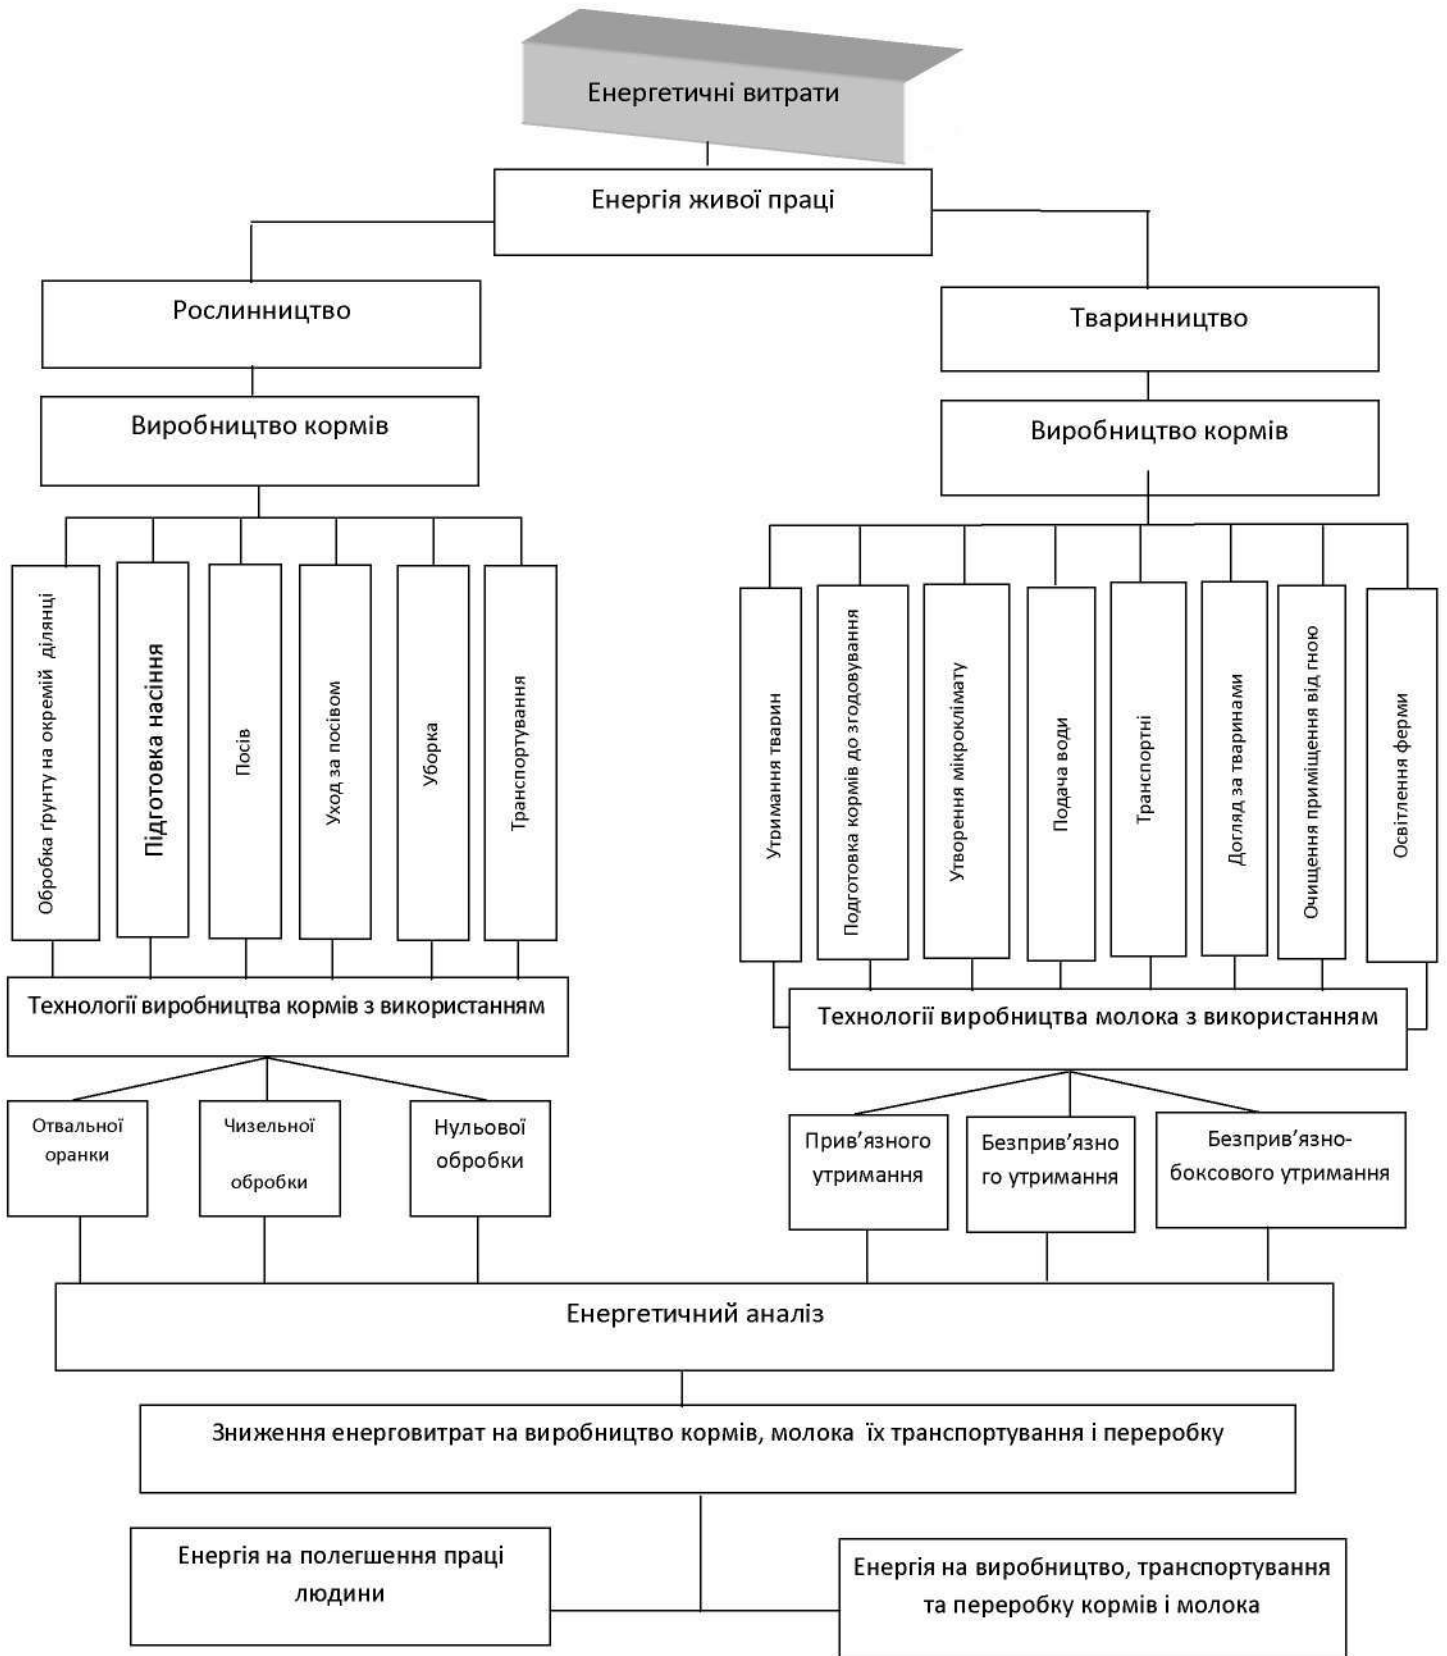 Енергетичні витрати
Енергія живої праці
Рослинництво
Тваринництво
Виробництво кормів
Виробництво кормів
Обробка ґрунту на окремій ділянці
Підготовка насіння
Посів
Уход за посівом
Уборка
Транспортування
Утримання тварин
Подготовка кормів до згодовування
Утворення мікроклімату
Подача води
Транспортні
Догляд за тваринами
Очищення приміщення від гною
Освітлення ферми
Технології виробництва кормів з використанням
Технології виробництва молока з використанням
Отвальної
оранки
Чизельної
обробки
Нульової
обробки
Прив’язного
утримання
Безприв’язно
го утримання
Безприв’язно-
боксового утримання
Енергетичний аналіз
Зниження енерговитрат на виробництво кормів, молока їх транспортування і переробку
Енергія на полегшення праці
людини
Енергія на виробництво, транспортування
та переробку кормів і молока